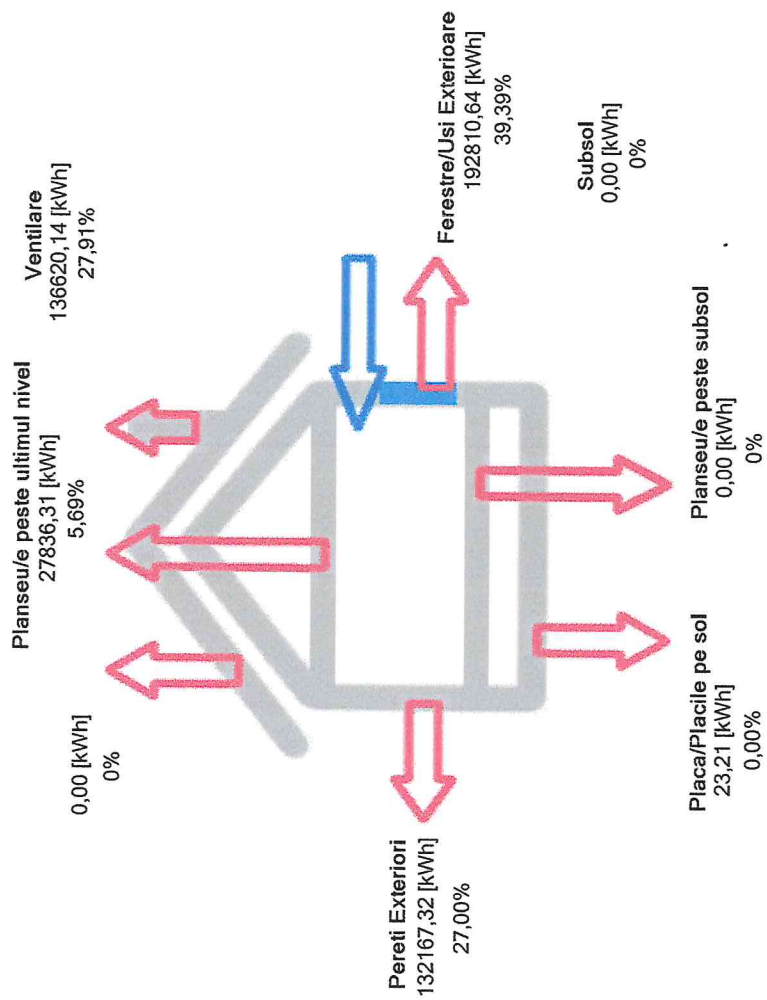 Ventilare
136620,14 [kWh]
27,91%
Planseu/e peste ultimul nivel
27836,31 [kWh]
5,69%
0,00 [kWh]
0%
Ferestre/Usi Exterioare
192810,64 [kWh]
39,39%
Pereti Exteriori
132167,32 [kWh]
27,00%
Subsol
0,00 [kWh]
0%
Planseu/e peste subsol
0,00 [kWh]
0%
Placa/Placile pe sol
23,21 [kWh]
0,00%